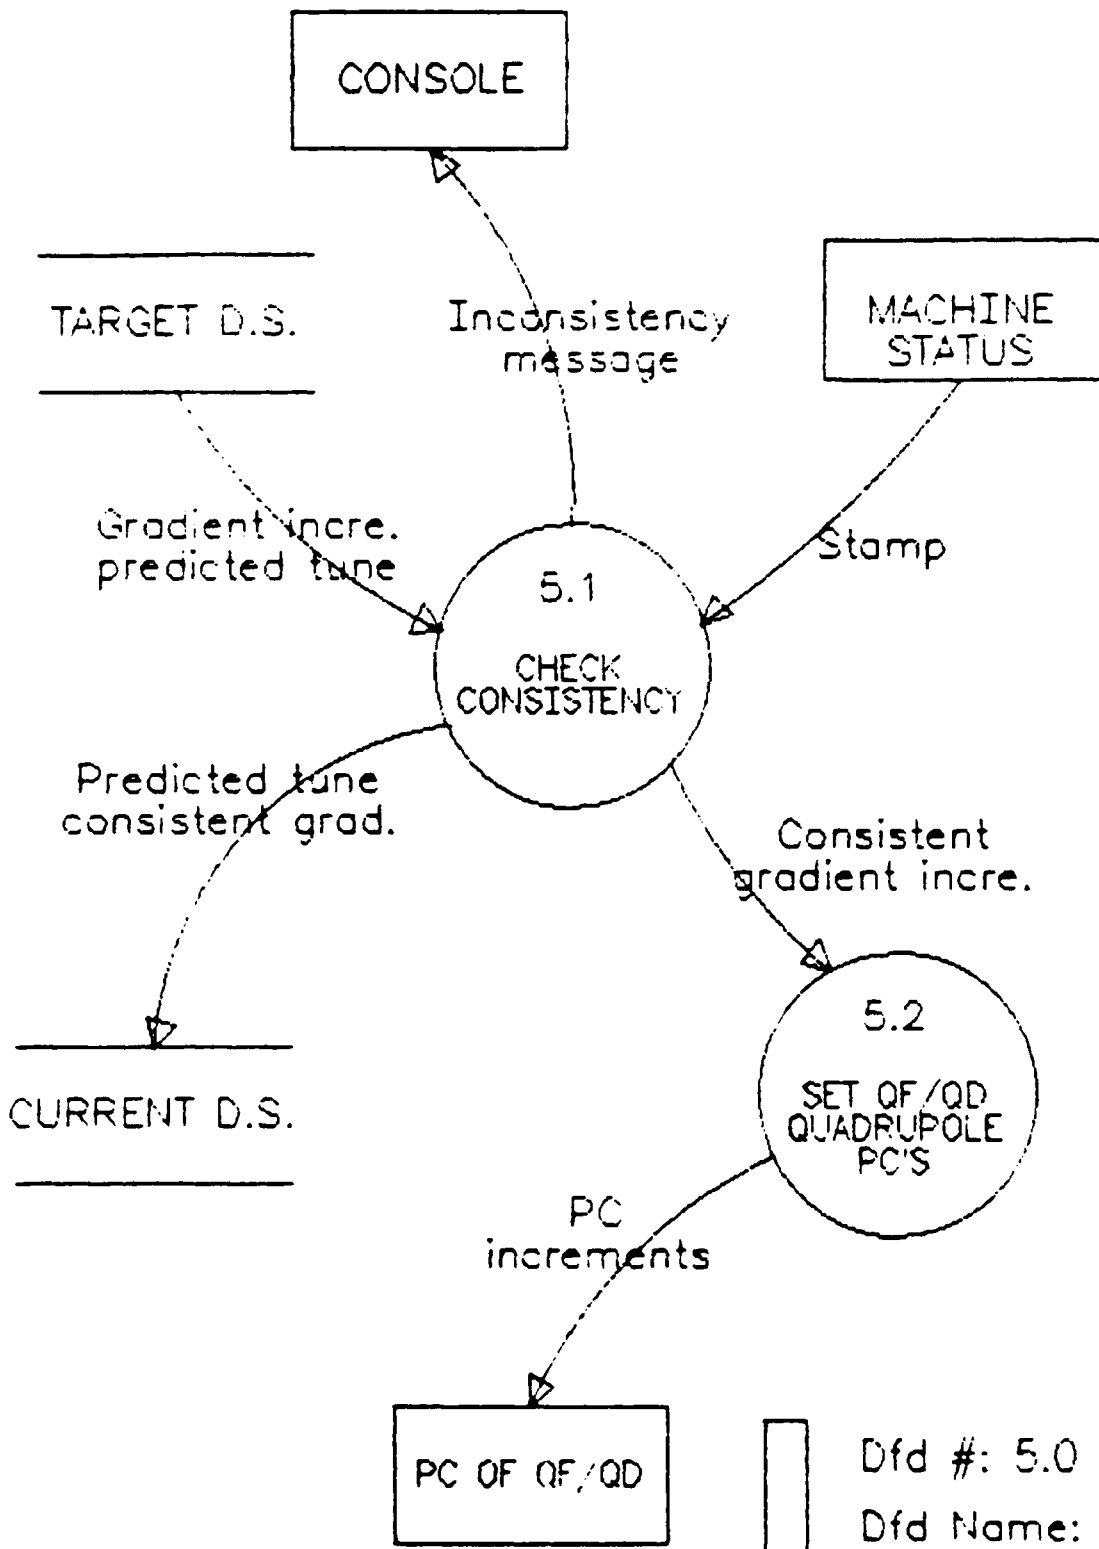 CONSOLE
TARGET D.S.
Inconsistency
message
MACHINE
STATUS
Gradient incre.
predicted tune
Stamp
5.1
CHECK
CONSISTENCY
Predicted tune
consistent grad.
Consistent
gradient incre.
5.2
SET QF/QD
QUADRUPOLE
PC'S
CURRENT D.S.
PC
increments
PC OF QF/QD
Dfd #: 5.0
Dfd Name: